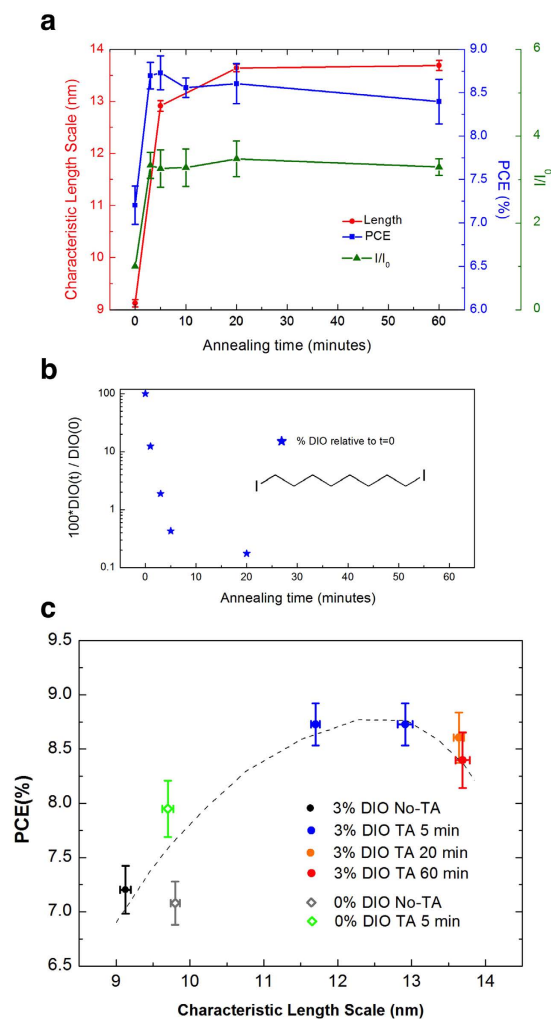 a
14
13
12
11
10
9
Characteristic Length Scale (nm)
9.0
8.5
8.0
7.5
7.0
6.5
6.0
PCE (%)
6
4
2
0
I/I0
Length
PCE
I/I0
0 10 20 30 40 50 60
Annealing time (minutes)
b
100
10
1
0.1
100*DIO(t) / DIO(0)
% DIO relative to t=0
I
I
0 10 20 30 40 50 60
Annealing time (minutes)
c
9.5
9.0
8.5
8.0
7.5
7.0
6.5
PCE(%)
3% DIO No-TA
3% DIO TA 5 min
3% DIO TA 20 min
3% DIO TA 60 min
0% DIO No-TA
0% DIO TA 5 min
9 10 11 12 13 14
Characteristic Length Scale (nm)